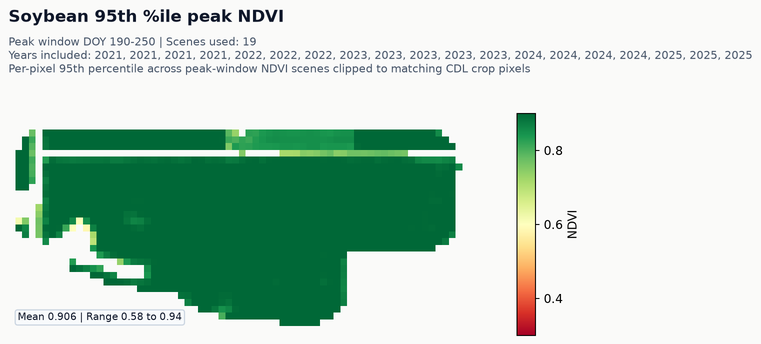 Soybean 95th %ile peak NDVI
Peak window DOY 190-250 | Scenes used: 19
Years included: 2021, 2021, 2021, 2021, 2022, 2022, 2022, 2023, 2023, 2023, 2023, 2023, 2024, 2024, 2024, 2024, 2025, 2025, 2025
Per-pixel 95th percentile across peak-window NDVI scenes clipped to matching CDL crop pixels
0.8
0.6
0.4
NDVI
Mean 0.906 | Range 0.58 to 0.94